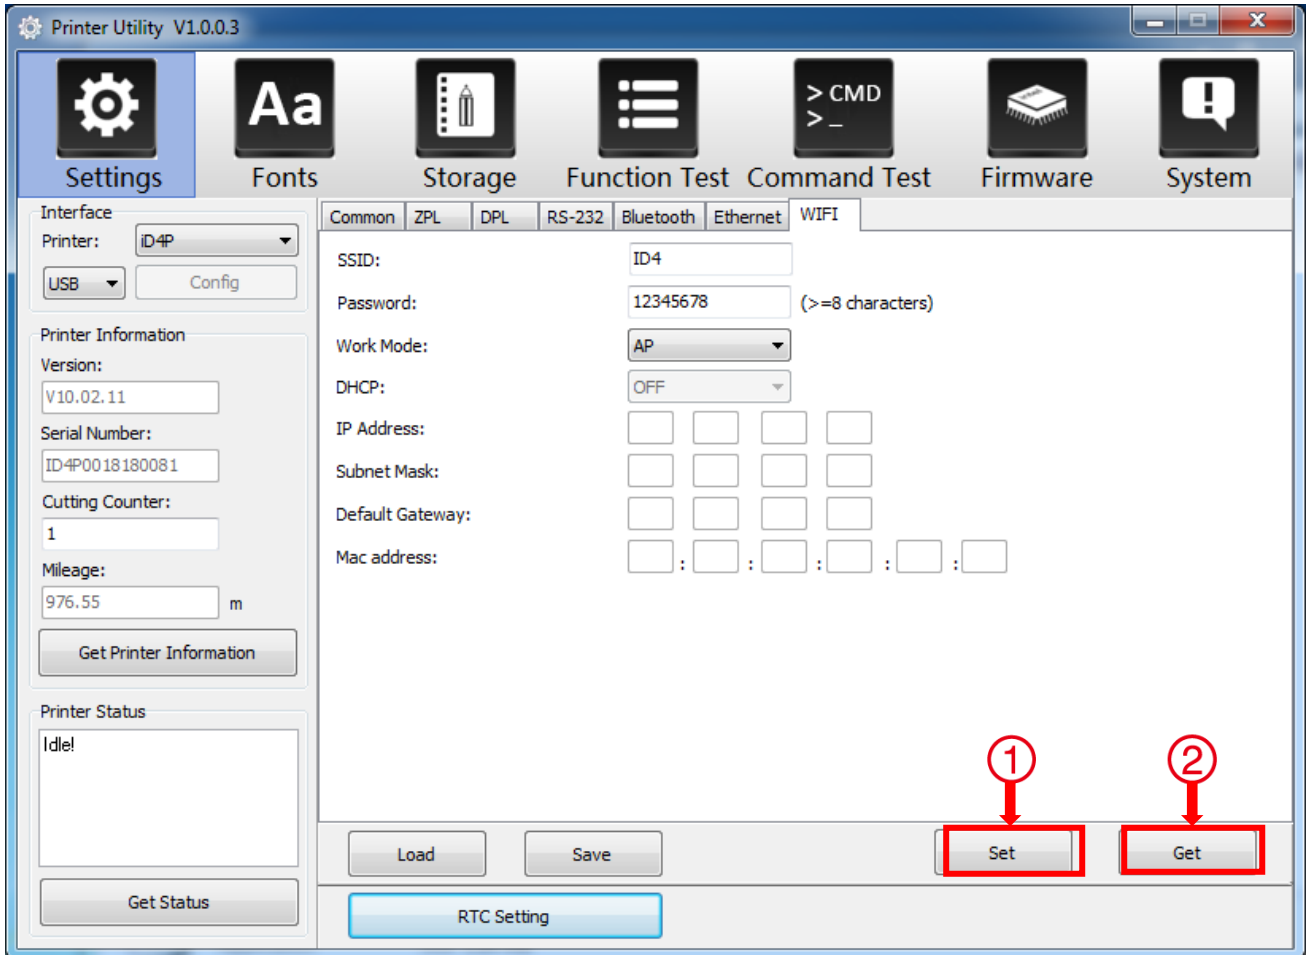 Printer Utility V1.0.0.3
Aa
> CMD
>_
Settings Fonts Storage Function Test Command Test Firmware System
Interface
Printer: iD4P
USB Config
Printer Information
Version:
V10.02.11
Serial Number:
ID4P0018180081
Cutting Counter:
1
Mileage:
976.55 m
Get Printer Information
Printer Status
Idle!
Get Status
Common ZPL DPL RS-232 Bluetooth Ethernet WIFI
SSID: ID4
Password: 12345678 (>=8 characters)
Work Mode: AP
DHCP: OFF
IP Address:
Subnet Mask:
Default Gateway:
Mac address: : : : : :
① ②
Load Save Set Get
RTC Setting